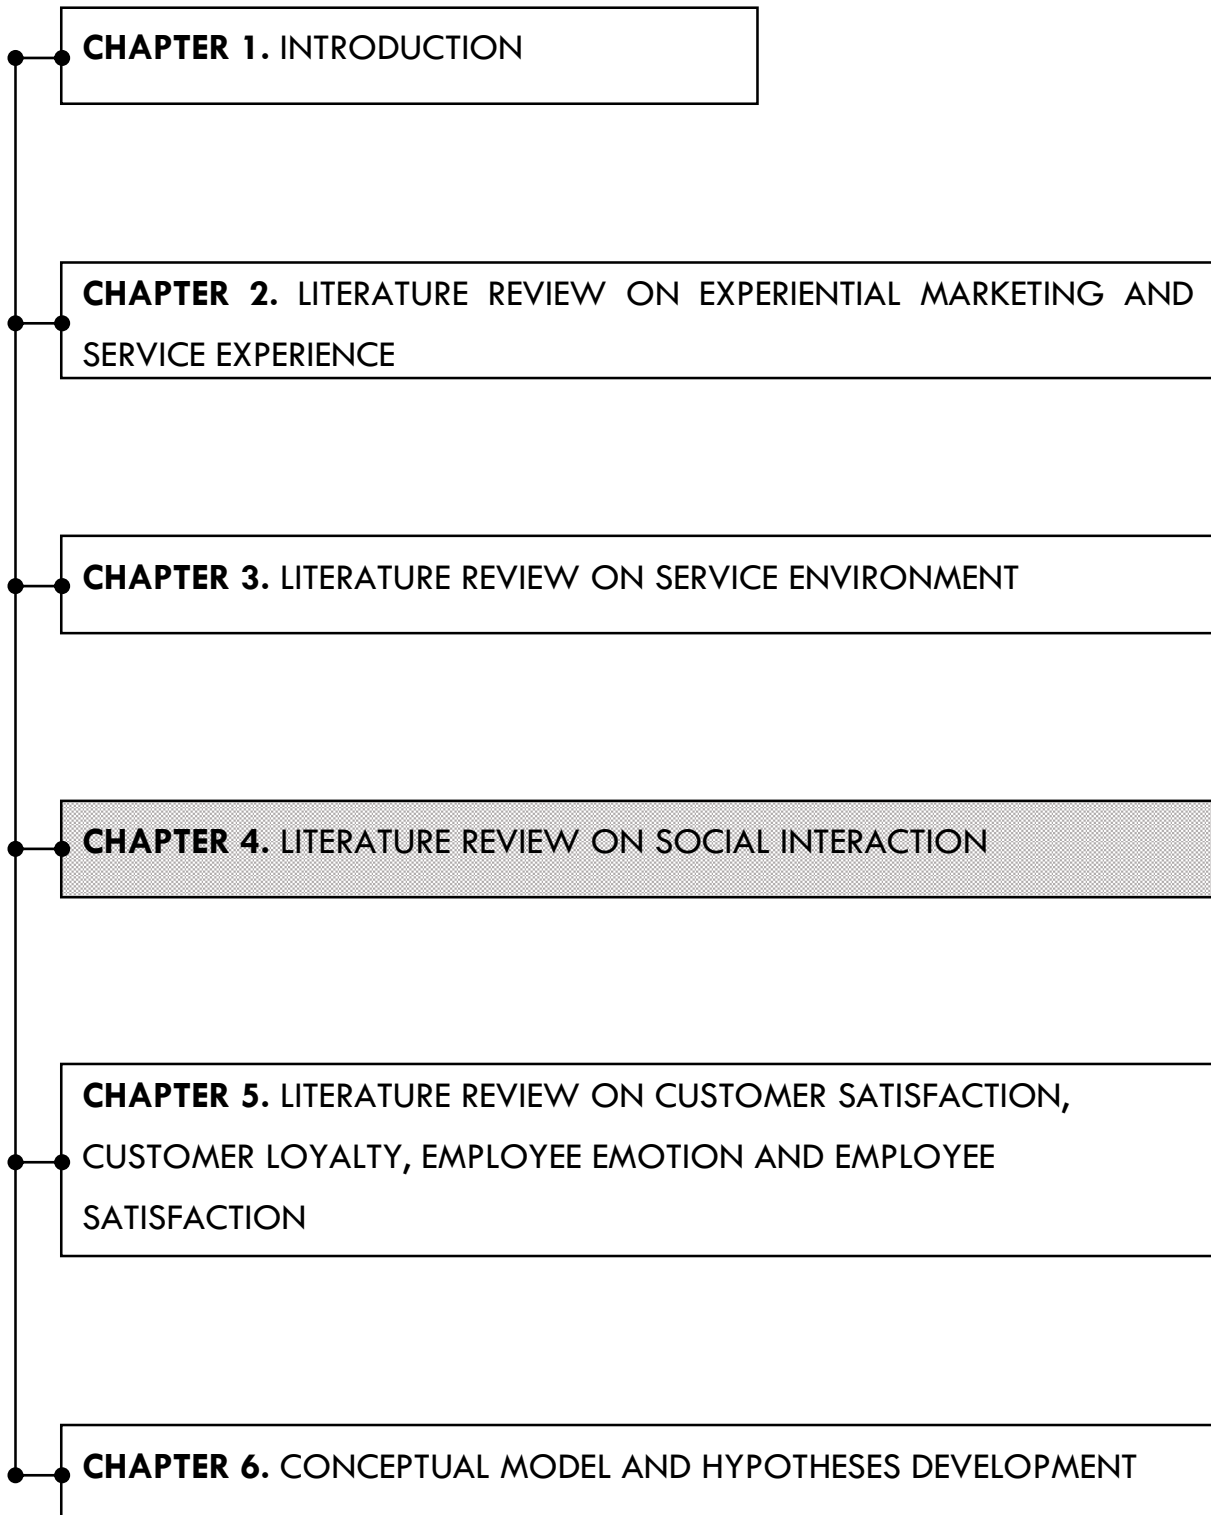 CHAPTER 1. INTRODUCTION
CHAPTER 2. LITERATURE REVIEW ON EXPERIENTIAL MARKETING AND
SERVICE EXPERIENCE
CHAPTER 3. LITERATURE REVIEW ON SERVICE ENVIRONMENT
CHAPTER 4. LITERATURE REVIEW ON SOCIAL INTERACTION
CHAPTER 5. LITERATURE REVIEW ON CUSTOMER SATISFACTION,
CUSTOMER LOYALTY, EMPLOYEE EMOTION AND EMPLOYEE
SATISFACTION
CHAPTER 6. CONCEPTUAL MODEL AND HYPOTHESES DEVELOPMENT